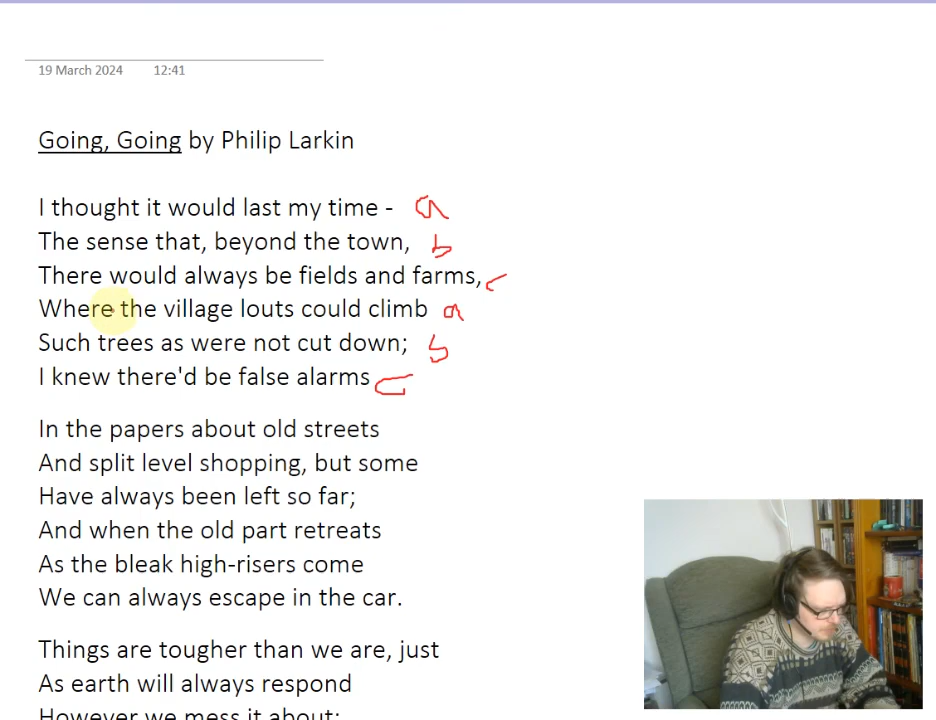 19 March 2024 12:41
Going, Going by Philip Larkin
I thought it would last my time - a
The sense that, beyond the town, b
There would always be fields and farms, c
Where the village louts could climb a
Such trees as were not cut down; b
I knew there'd be false alarms c
In the papers about old streets
And split level shopping, but some
Have always been left so far;
And when the old part retreats
As the bleak high-risers come
We can always escape in the car.
Things are tougher than we are, just
As earth will always respond
However we mess it about;